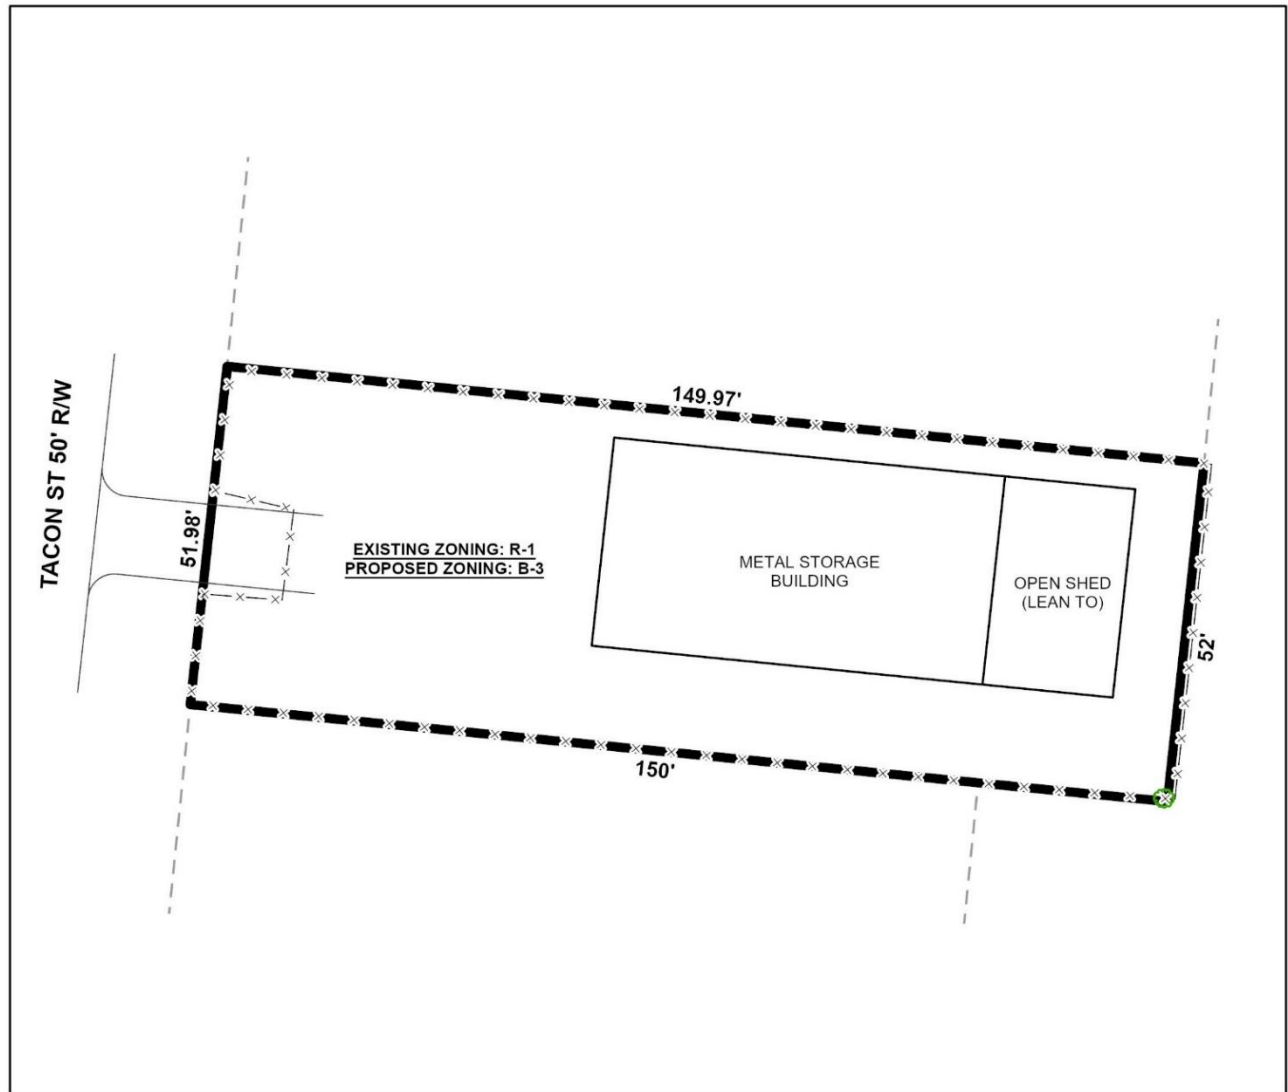 149.97'
TACON ST 50' R/W
51.98'
EXISTING ZONING: R-1
PROPOSED ZONING: B-3
METAL STORAGE
BUILDING
OPEN SHED
(LEAN TO)
52'
150'